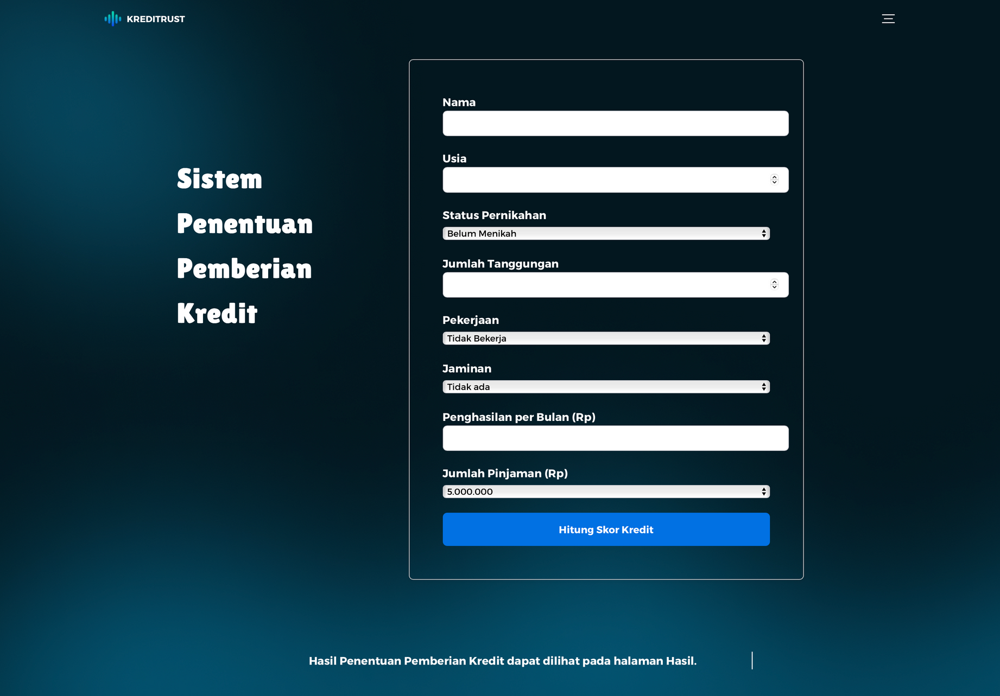 KREDITRUST
Sistem
Penentuan
Pemberian
Kredit
Nama
Usia
Status Pernikahan
Belum Menikah
Jumlah Tanggungan
Pekerjaan
Tidak Bekerja
Jaminan
Tidak ada
Penghasilan per Bulan (Rp)
Jumlah Pinjaman (Rp)
5.000.000
Hitung Skor Kredit
Hasil Penentuan Pemberian Kredit dapat dilihat pada halaman Hasil.